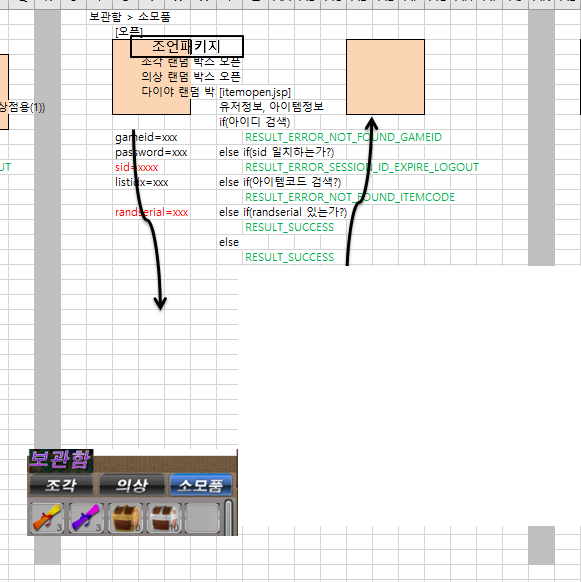 보관함 > 소모품
[오픈]
조언패키지
조각 랜덤 박스 오픈
의상 랜덤 박스 오픈
다이야 랜덤 박
[itemopen.jsp]
상점용(1))
유저정보, 아이템정보
if(아이디 검색)
gameid=xxx
RESULT_ERROR_NOT_FOUND_GAMEID
password=xxx
else if(sid 일치하는가?)
OUT
sid=xxxx
RESULT_ERROR_SESSION_ID_EXPIRE_LOGOUT
listidx=xxx
else if(아이템코드 검색?)
RESULT_ERROR_NOT_FOUND_ITEMCODE
randserial=xxx
else if(randserial 있는가?)
RESULT_SUCCESS
else
RESULT_SUCCESS
보관함
조각 의상 소모품
3 3 10 10